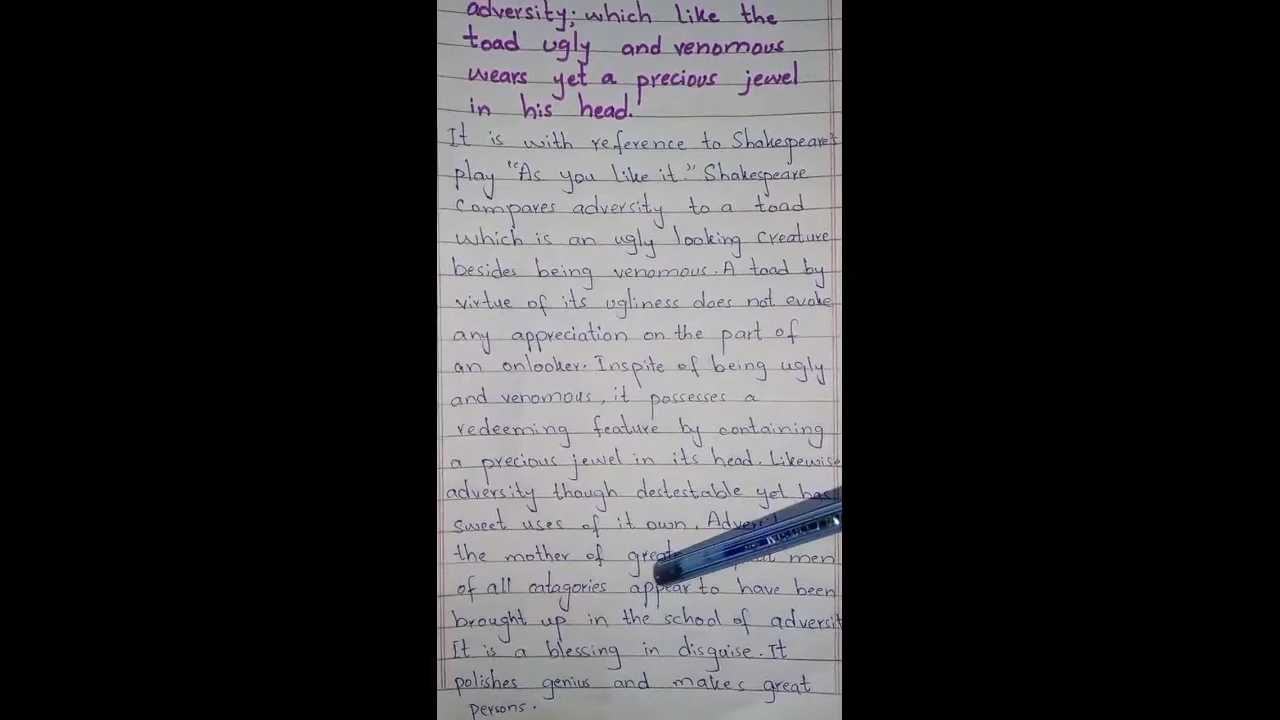 adversity; which like the
toad ugly and venomous
wears yet a precious jewel
in his head.
It is with reference to Shakespeare's
play "As you like it." Shakespeare
compares adversity to a toad
which is an ugly looking creature
besides being venomous. A toad by
virtue of its ugliness does not evoke
any appreciation on the part of
an onlooker. Inspite of being ugly
and venomous, it possesses a
redeeming feature by containing
a precious jewel in its head. Likewise
adversity though destestable yet has
sweet uses of it own.
the mother of men
of all catagories appear to have been
brought up in the school of adversit
It is a blessing in disguise. It
polishes genius and makes great
persons.